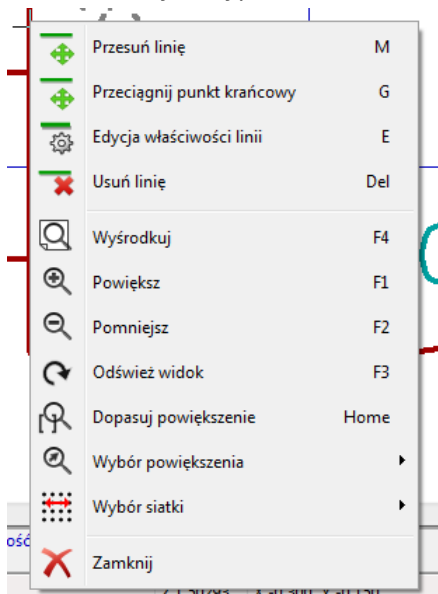 Przesuń linię M
Przeciągnij punkt krańcowy G
Edycja właściwości linii E
Usuń linię Del
Wyśrodkuj F4
Powiększ F1
Pomniejsz F2
Odśwież widok F3
Dopasuj powiększenie Home
Wybór powiększenia
Wybór siatki
ość
Zamknij